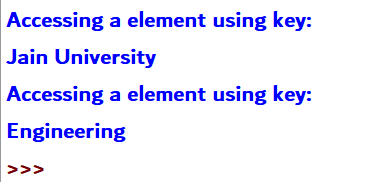 Accessing a element using key:
Jain University
Accessing a element using key:
Engineering
>>>